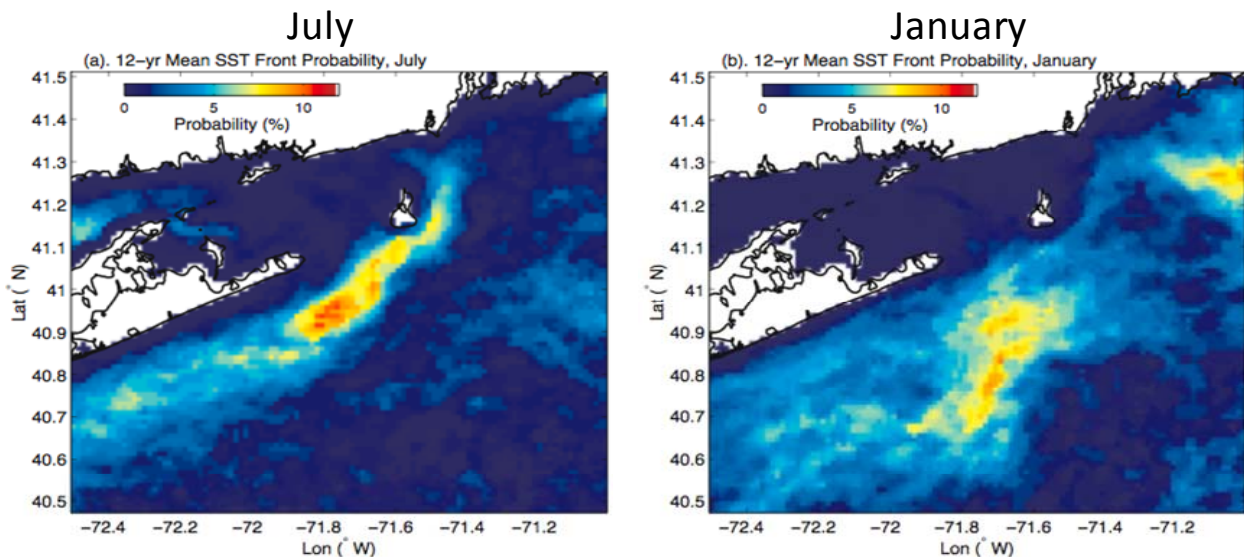 July
January
(a). 12-yr Mean SST Front Probability, July
(b). 12-yr Mean SST Front Probability, January
0 5 10
Probability (%)
0 5 10
Probability (%)
41.5
41.4
41.3
41.2
41.1
41
40.9
40.8
40.7
40.6
40.5
Lat (° N)
−72.4 −72.2 −72 −71.8 −71.6 −71.4 −71.2
Lon (° W)
41.5
41.4
41.3
41.2
41.1
41
40.9
40.8
40.7
40.6
40.5
Lat (° N)
−72.4 −72.2 −72 −71.8 −71.6 −71.4 −71.2
Lon (° W)